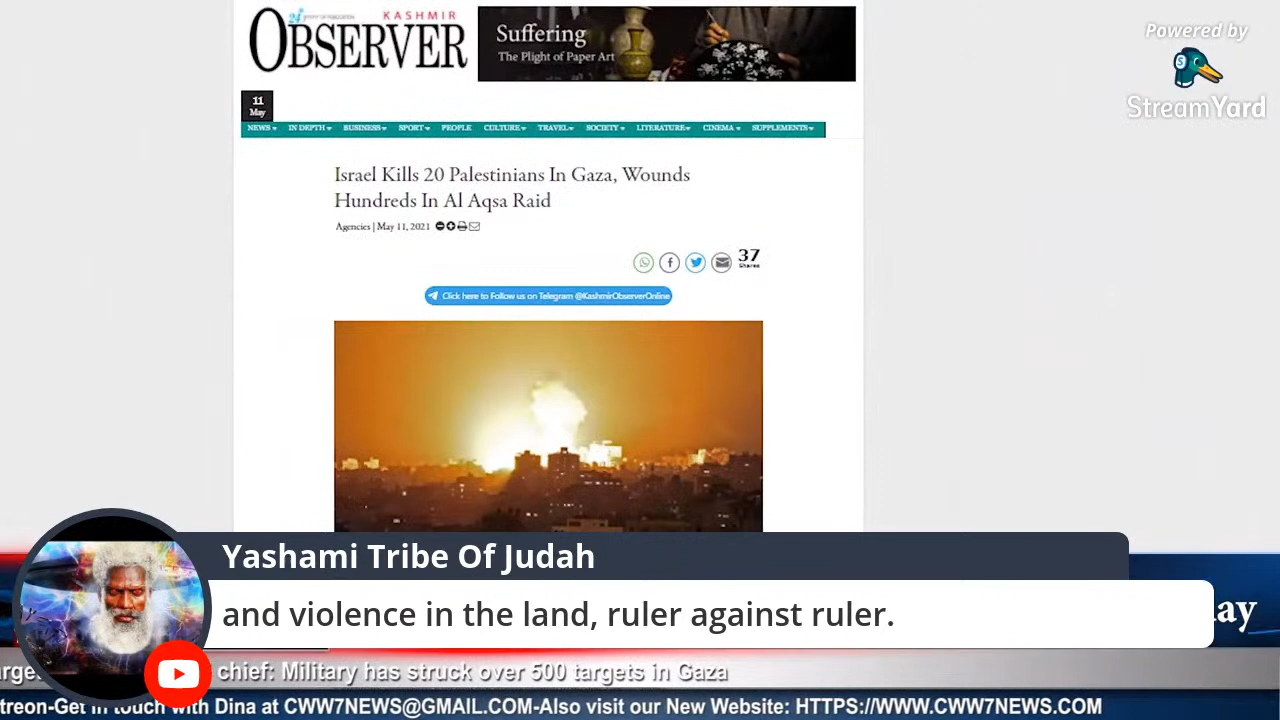 KASHMIR
OBSERVER
Suffering
The Plight of Paper Art
Powered by
StreamYard
11
May
NEWS IN DEPTH BUSINESS SPORT PEOPLE CULTURE TRAVEL SOCIETY LITERATURE CINEMA SUPPLEMENTS
Israel Kills 20 Palestinians In Gaza, Wounds
Hundreds In Al Aqsa Raid
Agencies | May 11, 2021
37
Shares
Click here to Follow us on Telegram @KashmirObserverOnline
Yashami Tribe Of Judah
and violence in the land, ruler against ruler.
ay
chief: Military has struck over 500 targets in Gaza
treon-Get in touch with Dina at CWW7NEWS@GMAIL.COM-Also visit our New Website: HTTPS://WWW.CWW7NEWS.COM